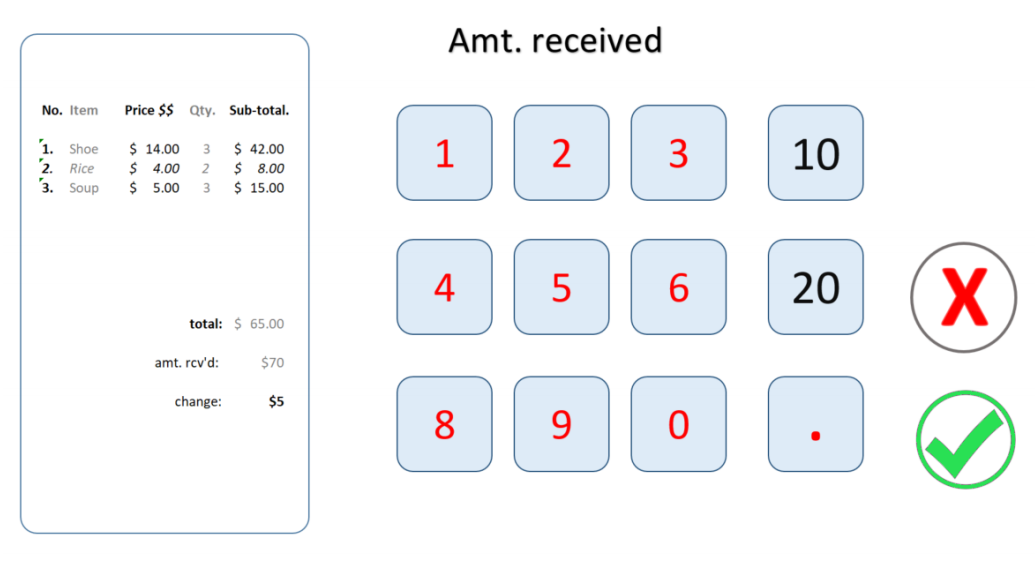 Amt. received
No. Item Price $$ Qty. Sub-total.
1. Shoe $ 14.00 3 $ 42.00
2. Rice $ 4.00 2 $ 8.00
3. Soup $ 5.00 3 $ 15.00
total: $ 65.00
amt. rcv'd: $70
change: $5
1 2 3 10
4 5 6 20
X
8 9 0 .